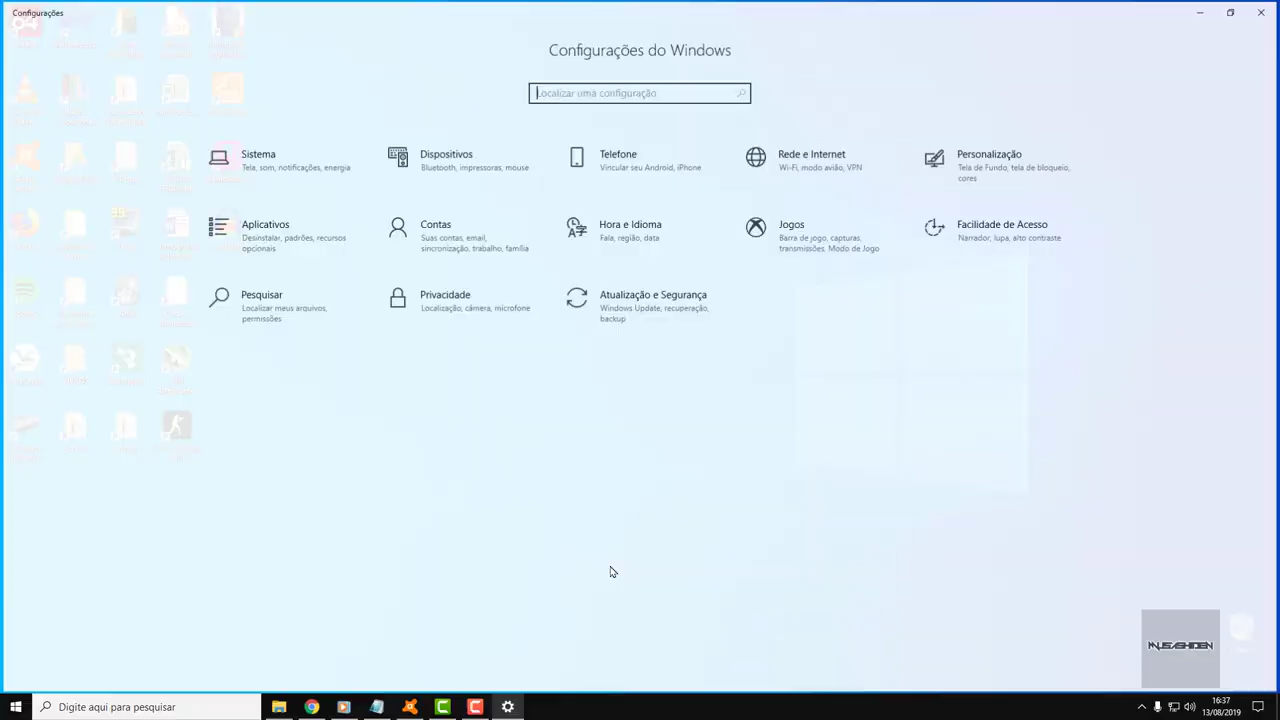 Configurações
Configurações do Windows
Localizar uma configuração
Sistema
Tela, som, notificações, energia
Dispositivos
Bluetooth, impressoras, mouse
Telefone
Vincular seu Android, iPhone
Rede e Internet
Wi-Fi, modo avião, VPN
Personalização
Tela de Fundo, tela de bloqueio,
cores
Aplicativos
Desinstalar, padrões, recursos
opcionais
Contas
Suas contas, email,
sincronização, trabalho, família
Hora e Idioma
Fala, região, data
Jogos
Barra de jogo, capturas,
transmissões, Modo de Jogo
Facilidade de Acesso
Narrador, lupa, alto contraste
Pesquisar
Localizar meus arquivos,
permissões
Privacidade
Localização, câmera, microfone
Atualização e Segurança
Windows Update, recuperação,
backup
MUSASHIDEN
Digite aqui para pesquisar
16:37
13/08/2019